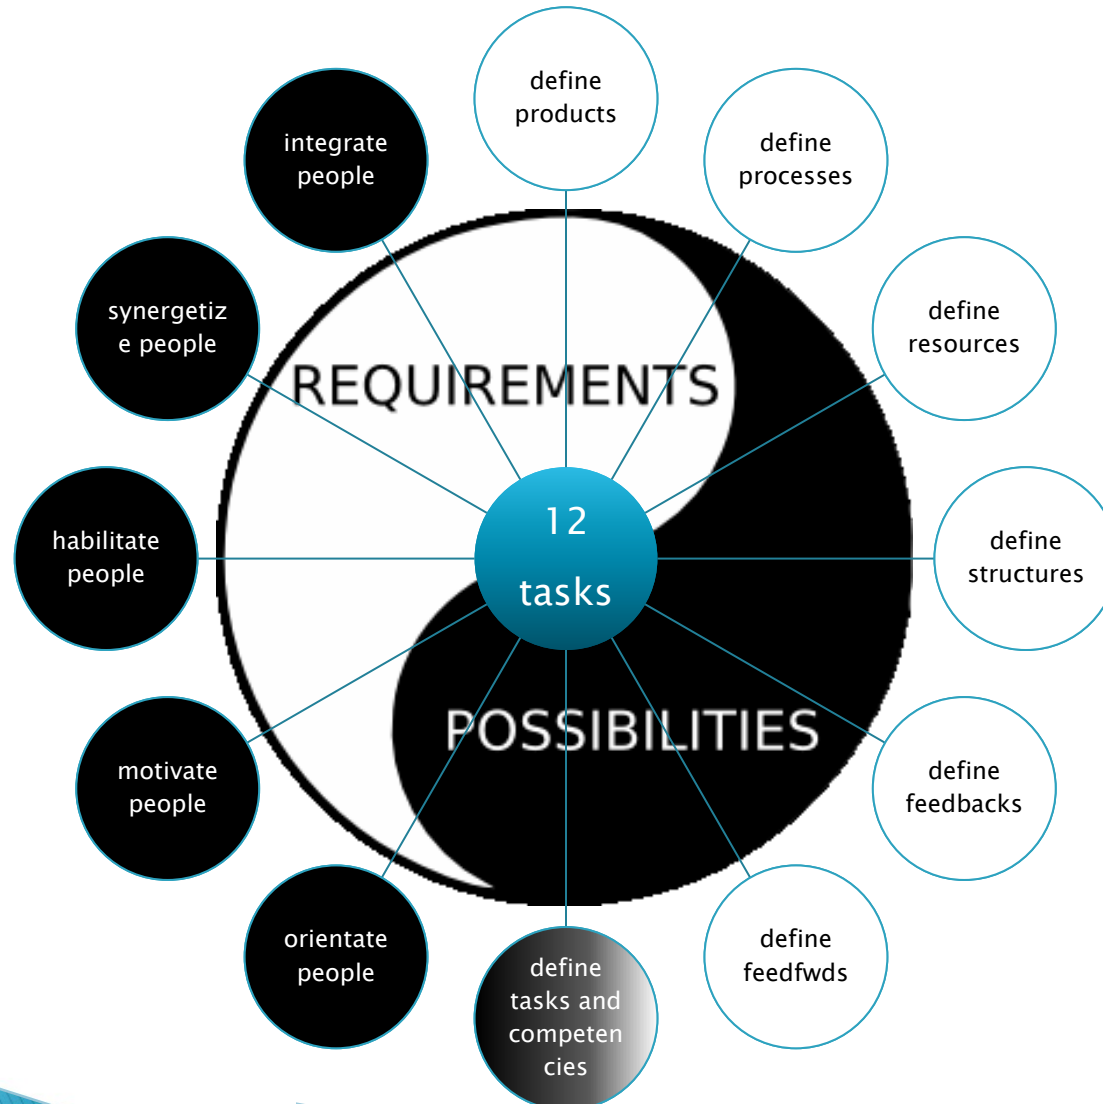 define
products
define
processes
define
resources
define
structures
define
feedbacks
define
feedfwds
define
tasks and
competen
cies
orientate
people
motivate
people
habilitate
people
synergetiz
e people
integrate
people
REQUIREMENTS
12
tasks
POSSIBILITIES